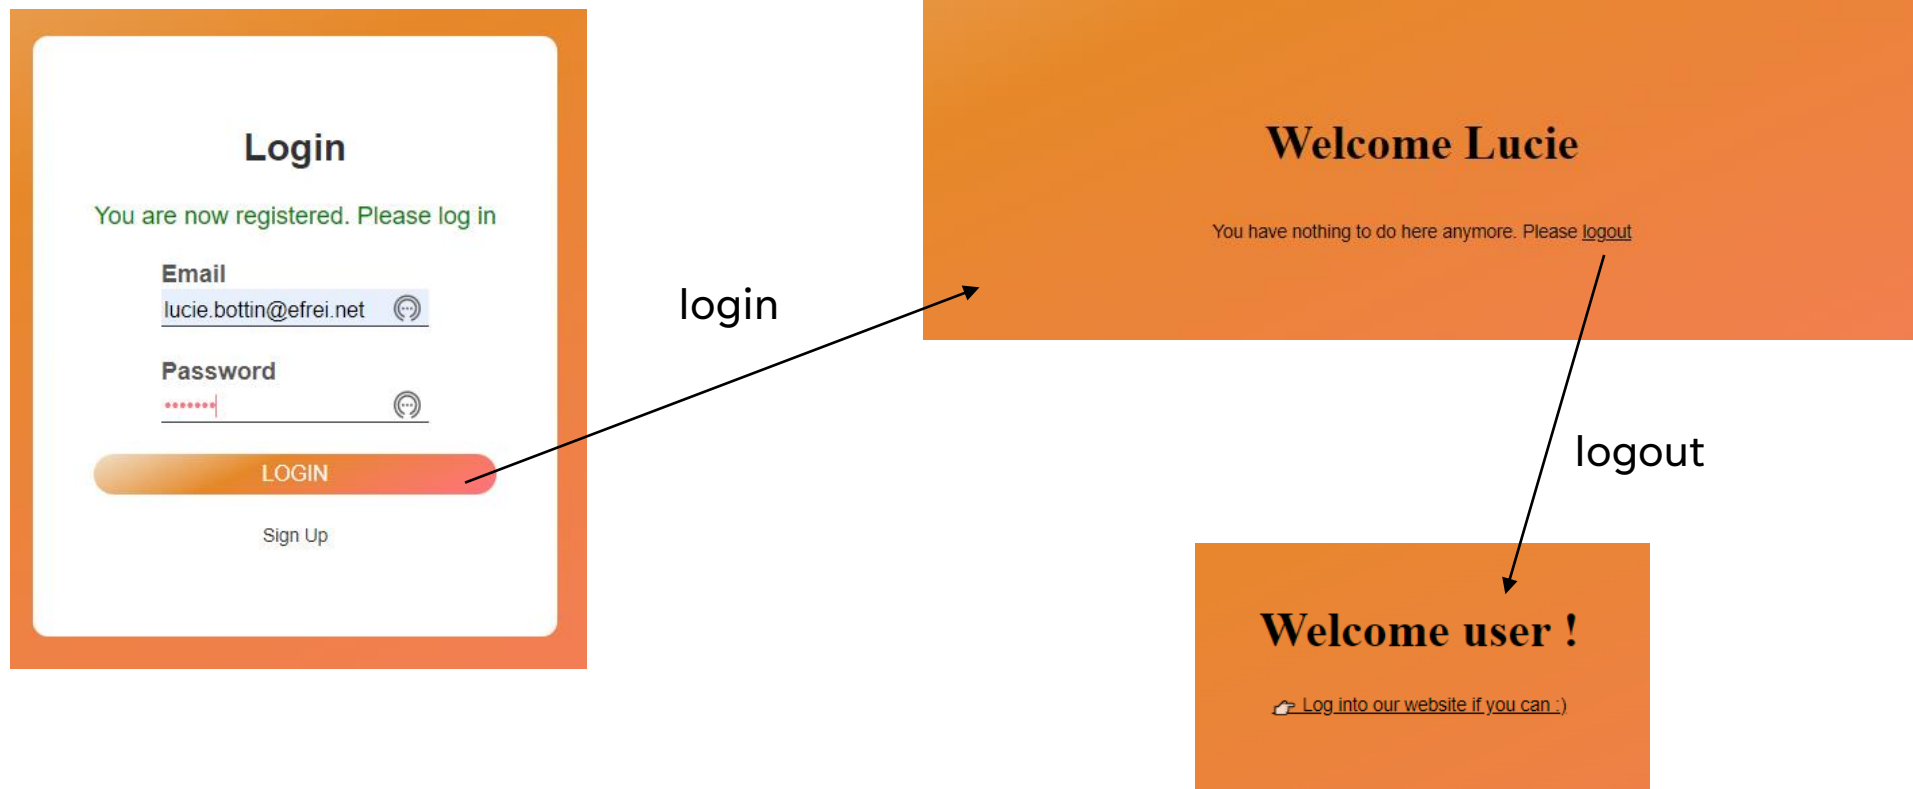 Login
You are now registered. Please log in
Email
lucie.bottin@efrei.net
Password
•••••••
LOGIN
Sign Up
login
Welcome Lucie
You have nothing to do here anymore. Please logout
logout
Welcome user !
👉 Log into our website if you can :)